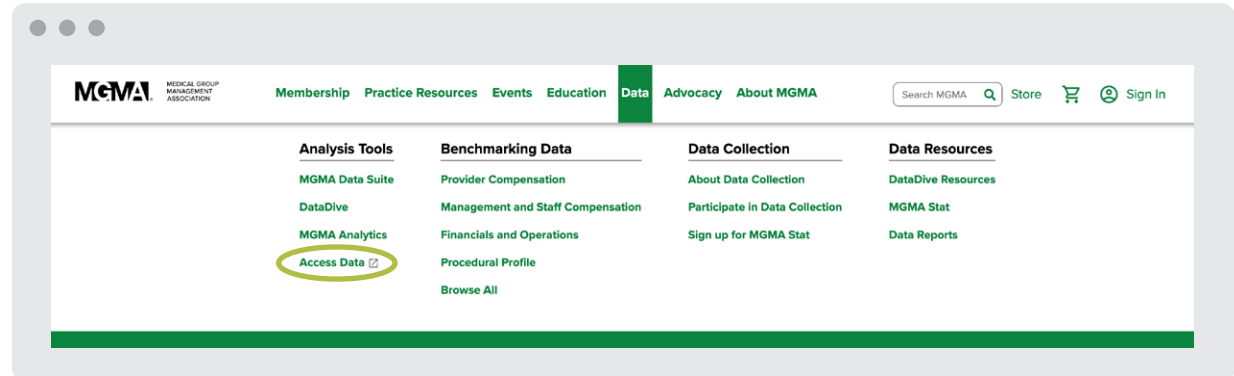 MGMA.
MEDICAL GROUP
MANAGEMENT
ASSOCIATION
Membership Practice Resources Events Education Data Advocacy About MGMA
Search MGMA
Store
Sign In
Analysis Tools
MGMA Data Suite
DataDive
MGMA Analytics
Access Data
Benchmarking Data
Provider Compensation
Management and Staff Compensation
Financials and Operations
Procedural Profile
Browse All
Data Collection
About Data Collection
Participate in Data Collection
Sign up for MGMA Stat
Data Resources
DataDive Resources
MGMA Stat
Data Reports